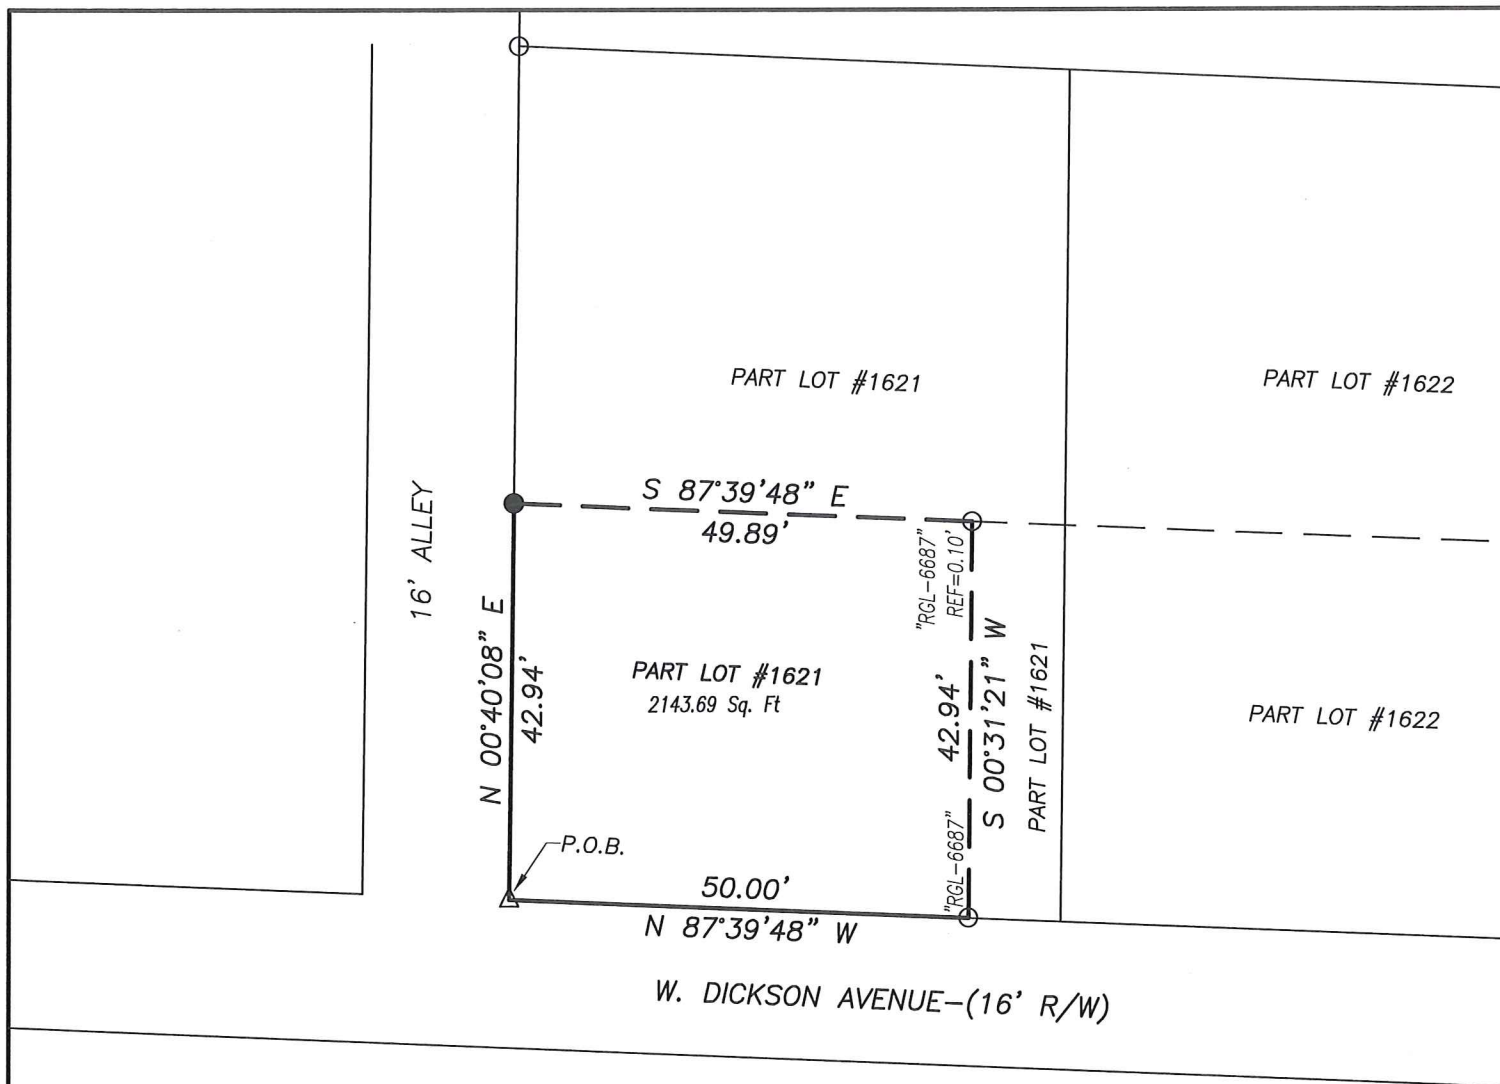 PART LOT #1621
PART LOT #1622
16' ALLEY
S 87°39'48" E
49.89'
"RGL-6687"
REF=0.10'
N 00°40'08" E
42.94'
PART LOT #1621
2143.69 Sq. Ft
42.94'
S 00°31'21" W
PART LOT #1621
PART LOT #1622
"RGL-6687"
P.O.B.
50.00'
N 87°39'48" W
W. DICKSON AVENUE-(16' R/W)